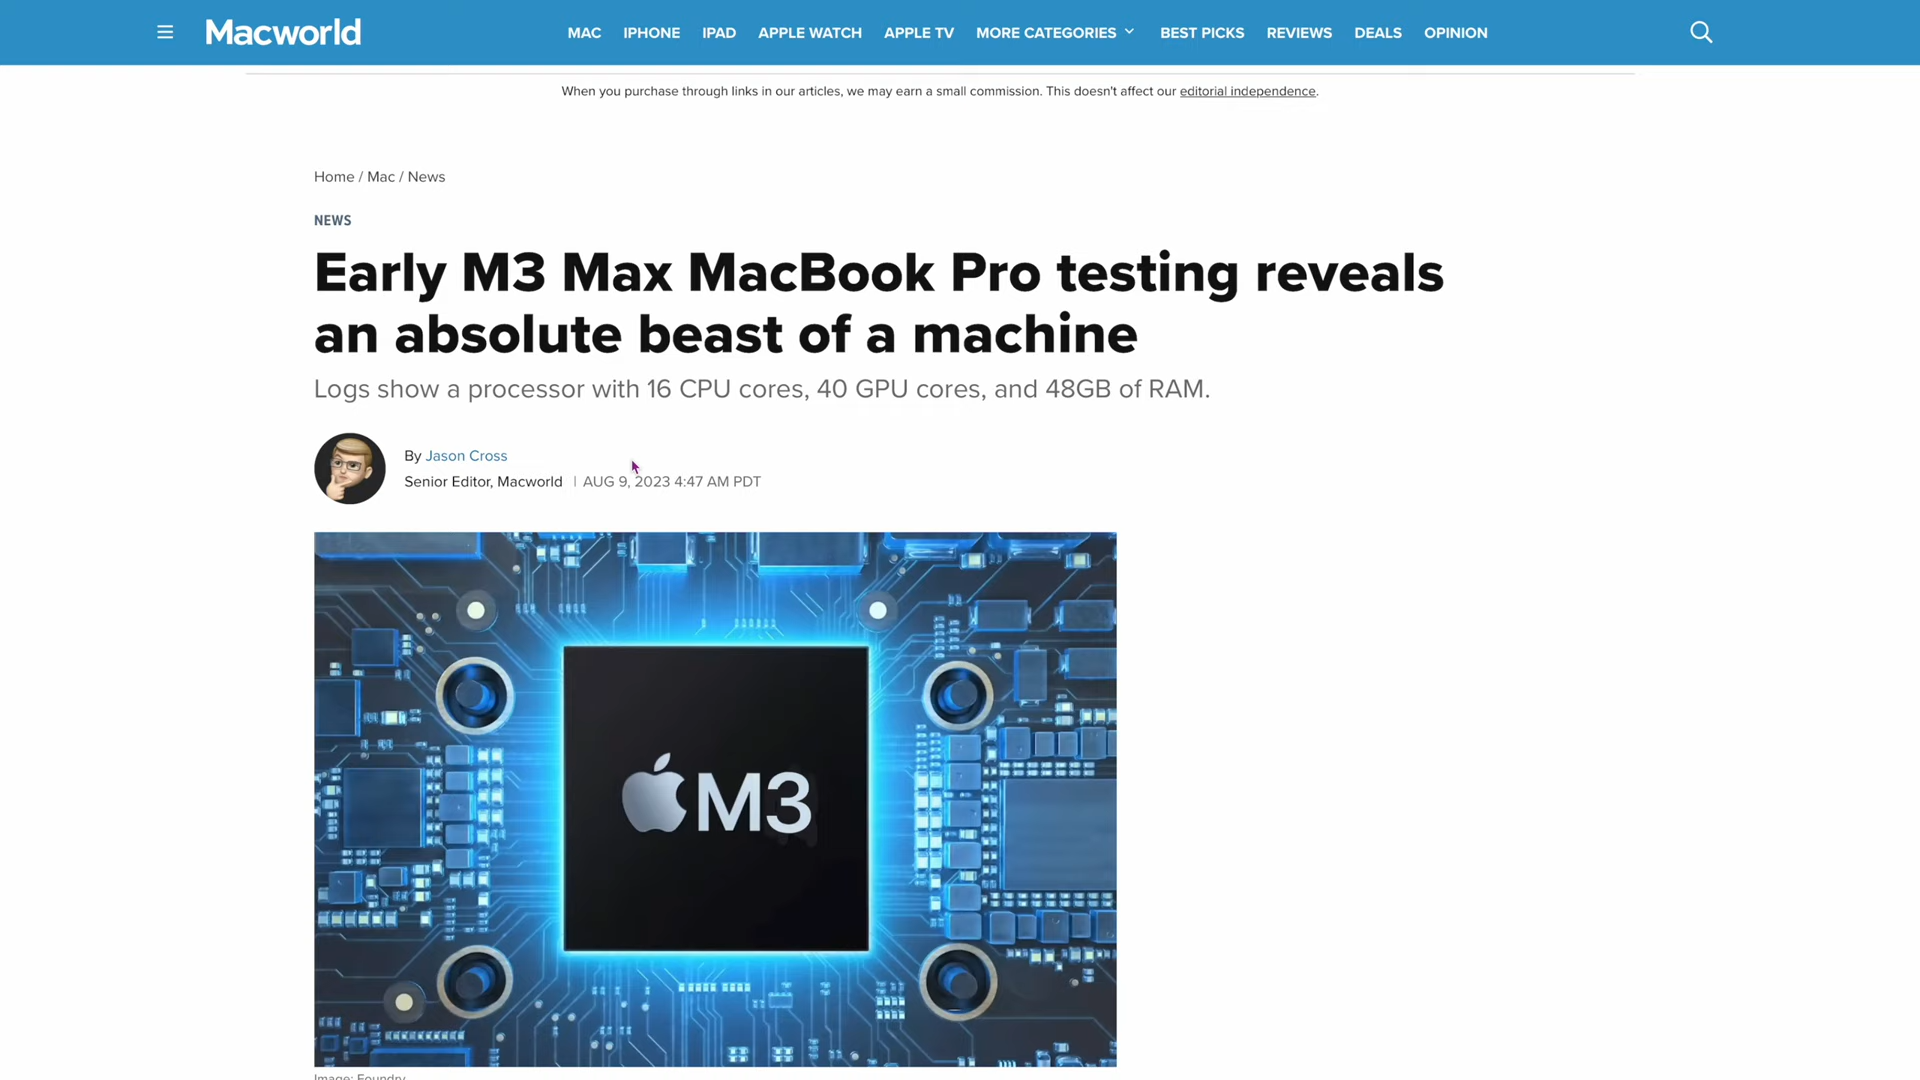 Macworld
MAC IPHONE IPAD APPLE WATCH APPLE TV MORE CATEGORIES BEST PICKS REVIEWS DEALS OPINION
When you purchase through links in our articles, we may earn a small commission. This doesn't affect our editorial independence.
Home / Mac / News
NEWS
Early M3 Max MacBook Pro testing reveals
an absolute beast of a machine
Logs show a processor with 16 CPU cores, 40 GPU cores, and 48GB of RAM.
By Jason Cross
Senior Editor, Macworld | AUG 9, 2023 4:47 AM PDT
M3
Image: Foundry